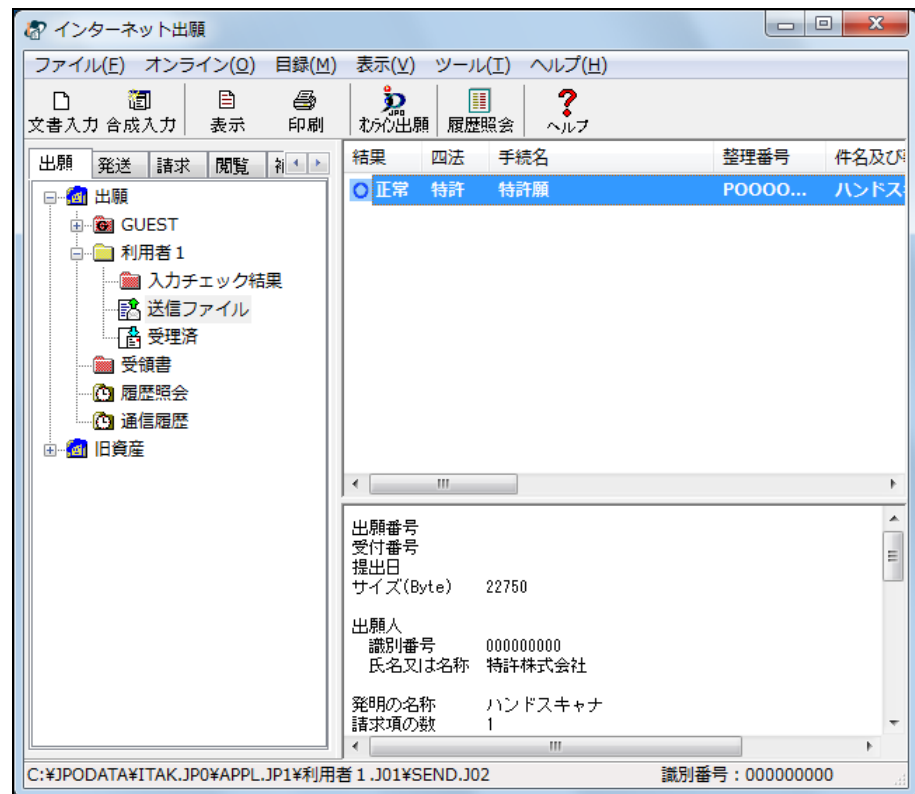 インターネット出願
ファイル(F) オンライン(O) 目録(M) 表示(V) ツール(T) ヘルプ(H)
文書入力 合成入力 表示 印刷 オンライン出願 履歴照会 ヘルプ
出願 発送 請求 閲覧
結果 四法 手続名 整理番号 件名及び
正常 特許 特許願 POOOO... ハンドスキ
出願
GUEST
利用者1
入力チェック結果
送信ファイル
受理済
受領書
履歴照会
通信履歴
旧資産
出願番号
受付番号
提出日
サイズ(Byte) 22750
出願人
識別番号 000000000
氏名又は名称 特許株式会社
発明の名称 ハンドスキャナ
請求項の数 1
C:¥JPODATA¥ITAK.JP0¥APPL.JP1¥利用者1.J01¥SEND.J02 識別番号:000000000